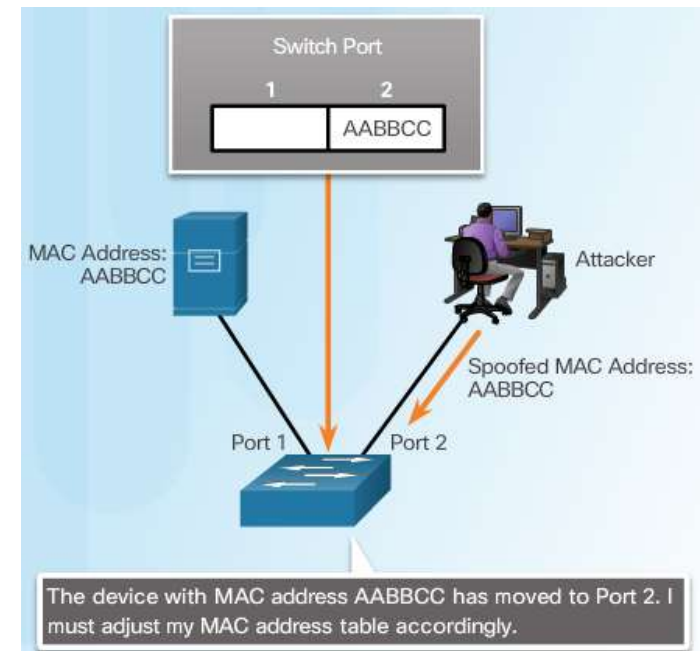 Switch Port
1 2
AABBCC
MAC Address:
AABBCC
Attacker
Spoofed MAC Address:
AABBCC
Port 1 Port 2
The device with MAC address AABBCC has moved to Port 2. I
must adjust my MAC address table accordingly.